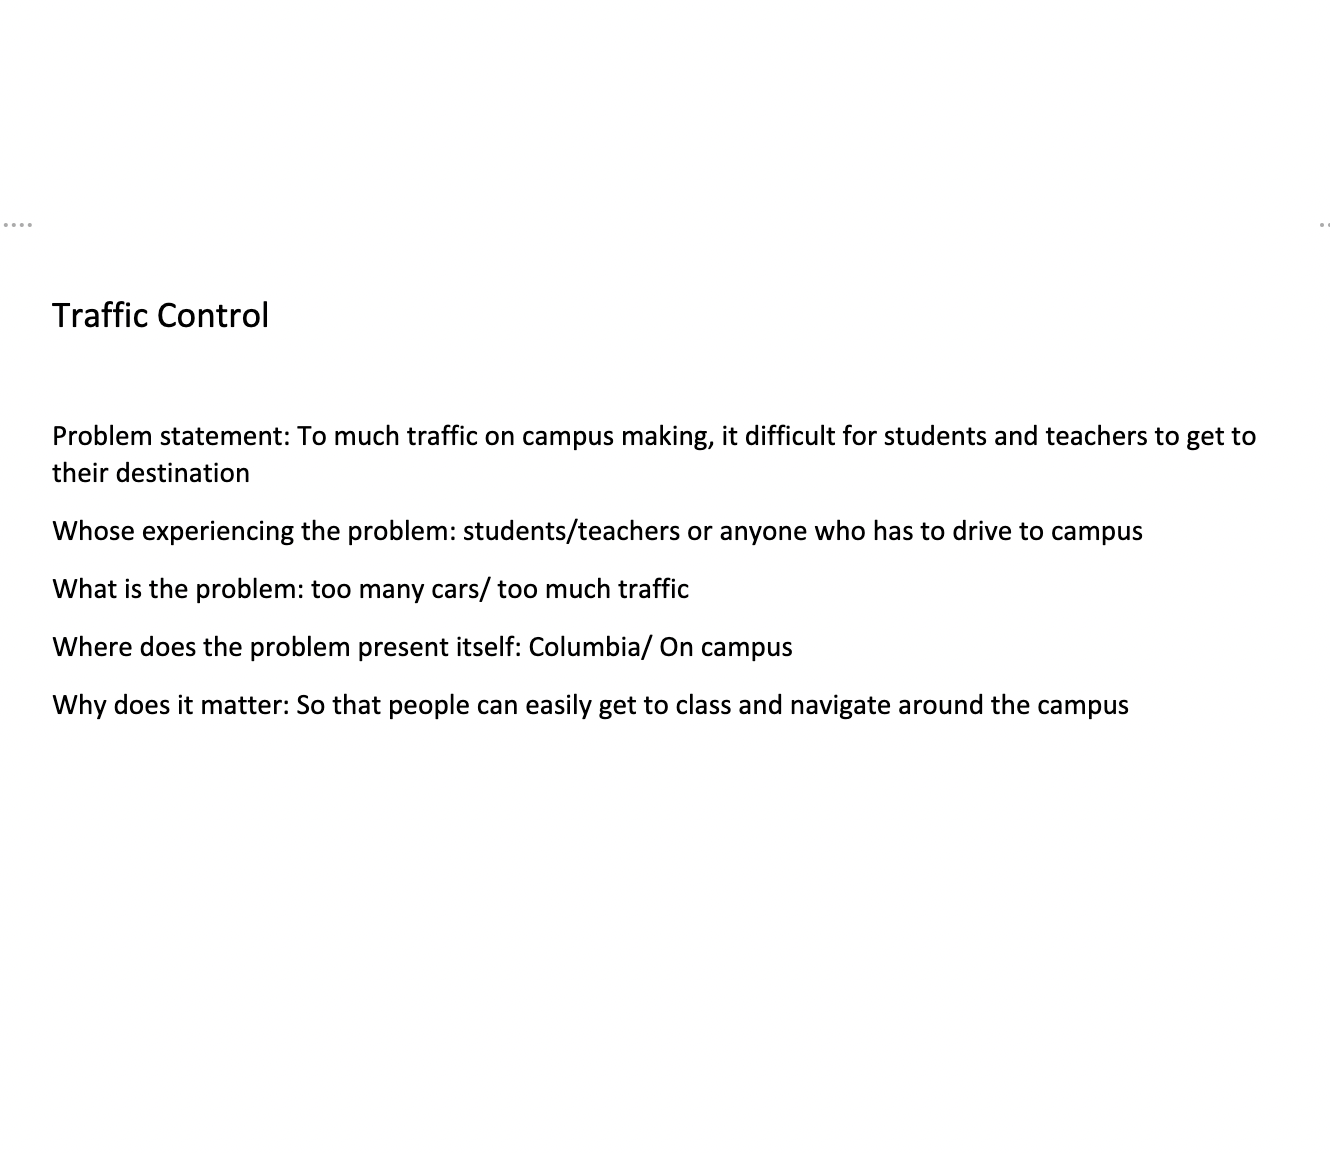 Traffic Control
Problem statement: To much traffic on campus making, it difficult for students and teachers to get to
their destination
Whose experiencing the problem: students/teachers or anyone who has to drive to campus
What is the problem: too many cars/ too much traffic
Where does the problem present itself: Columbia/ On campus
Why does it matter: So that people can easily get to class and navigate around the campus